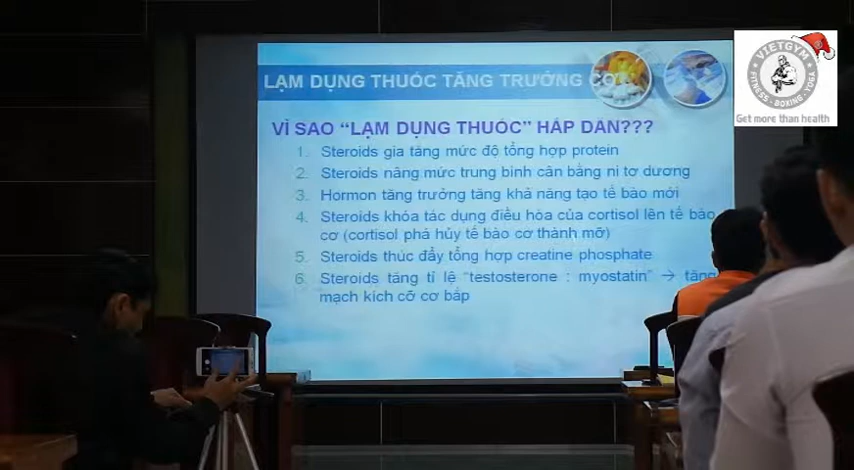 LẠM DỤNG THUỐC TĂNG TRƯỞNG CƠ
VÌ SAO “LẠM DỤNG THUỐC” HẤP DẪN???
1. Steroids gia tăng mức độ tổng hợp protein
2. Steroids nâng mức trung bình cân bằng ni tơ dương
3. Hormon tăng trưởng tăng khả năng tạo tế bào mới
4. Steroids khóa tác dụng điều hòa của cortisol lên tế bào
cơ (cortisol phá hủy tế bào cơ thành mỡ)
5. Steroids thúc đẩy tổng hợp creatine phosphate
6. Steroids tăng tỉ lệ “testosterone : myostatin” → tăng
mạch kích cỡ cơ bắp
VIETGYM
FITNESS - BOXING - YOGA
Get more than health